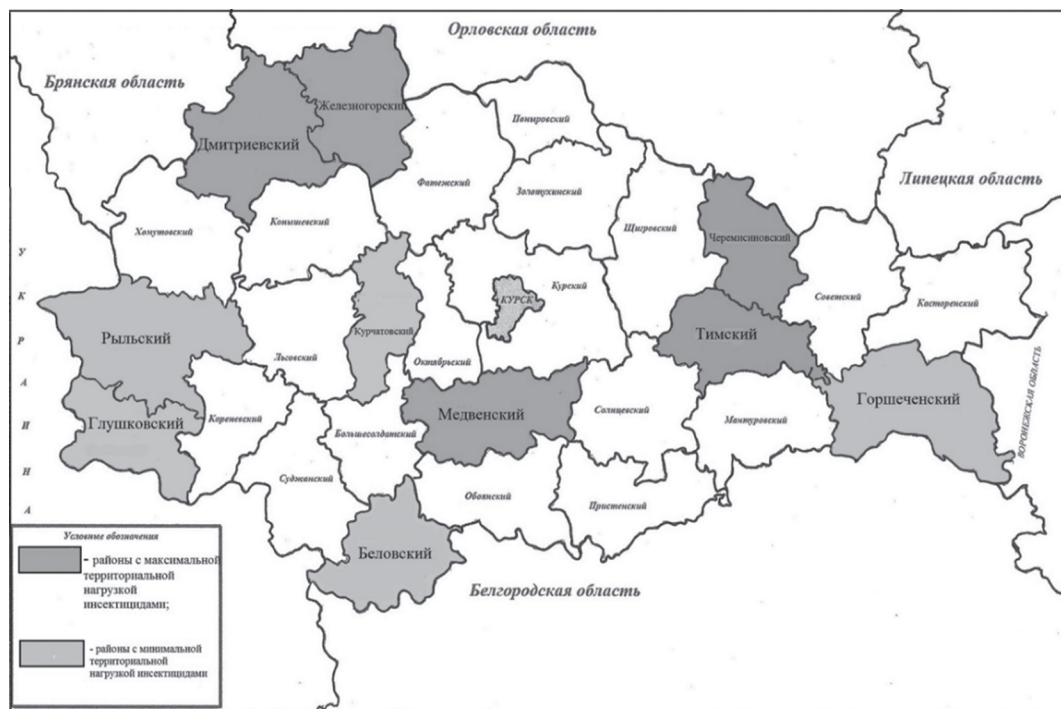 Орловская область
Брянская область
Железногорский
Поныровский
Дмитриевский
Фатежский
Золотухинский
Липецкая область
Хомутовский
Конышевский
Щигровский
Черемисиновский
УКРАИНА
Рыльский
Льговский
Курчатовский
Октябрьский
КУРСК
Курский
Тимский
Советский
Касторенский
ВОРОНЕЖСКАЯ ОБЛАСТЬ
Глушковский
Кореневский
Большесолдатский
Медвенский
Солнцевский
Мантуровский
Горшеченский
Суджанский
Обоянский
Пристенский
Беловский
Белгородская область
Условные обозначения
- районы с максимальной
территориальной
нагрузкой
инсектицидами;
- районы с минимальной
территориальной
нагрузкой инсектицидами